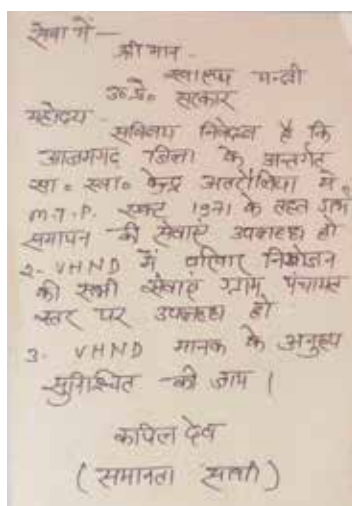 सेवा में -
श्री मान -
स्वास्थ्य मन्त्री
उ०प्र० सरकार
महोदय -
सविनय निवेदन है कि
आजमगढ़ जिला के अन्तर्गत
सा० स्वा० केन्द्र अतरौलिया में
M.T.P. एक्ट 1971 के तहत गर्भ
समापन की सेवाएं उपलब्ध हो
2- VHND में परिवार नियोजन
की सभी सेवाएं ग्राम पंचायत
स्तर पर उपलब्ध हो
3- VHND मानक के अनुरूप
सुनिश्चित की जाय।
कपिल देव
(समानता साथी)